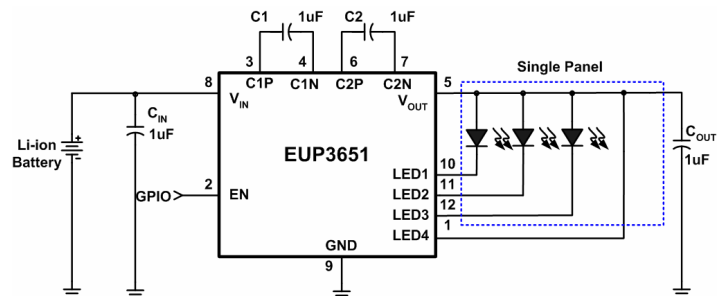 C1 1uF C2 1uF
3 4 6 7
C1P C1N C2P C2N
8 5
VIN VOUT
Single Panel
CIN
1uF
Li-ion
Battery
+
-
EUP3651
COUT
1uF
10
LED1
11
LED2
12
LED3
1
LED4
GPIO 2 EN
GND
9